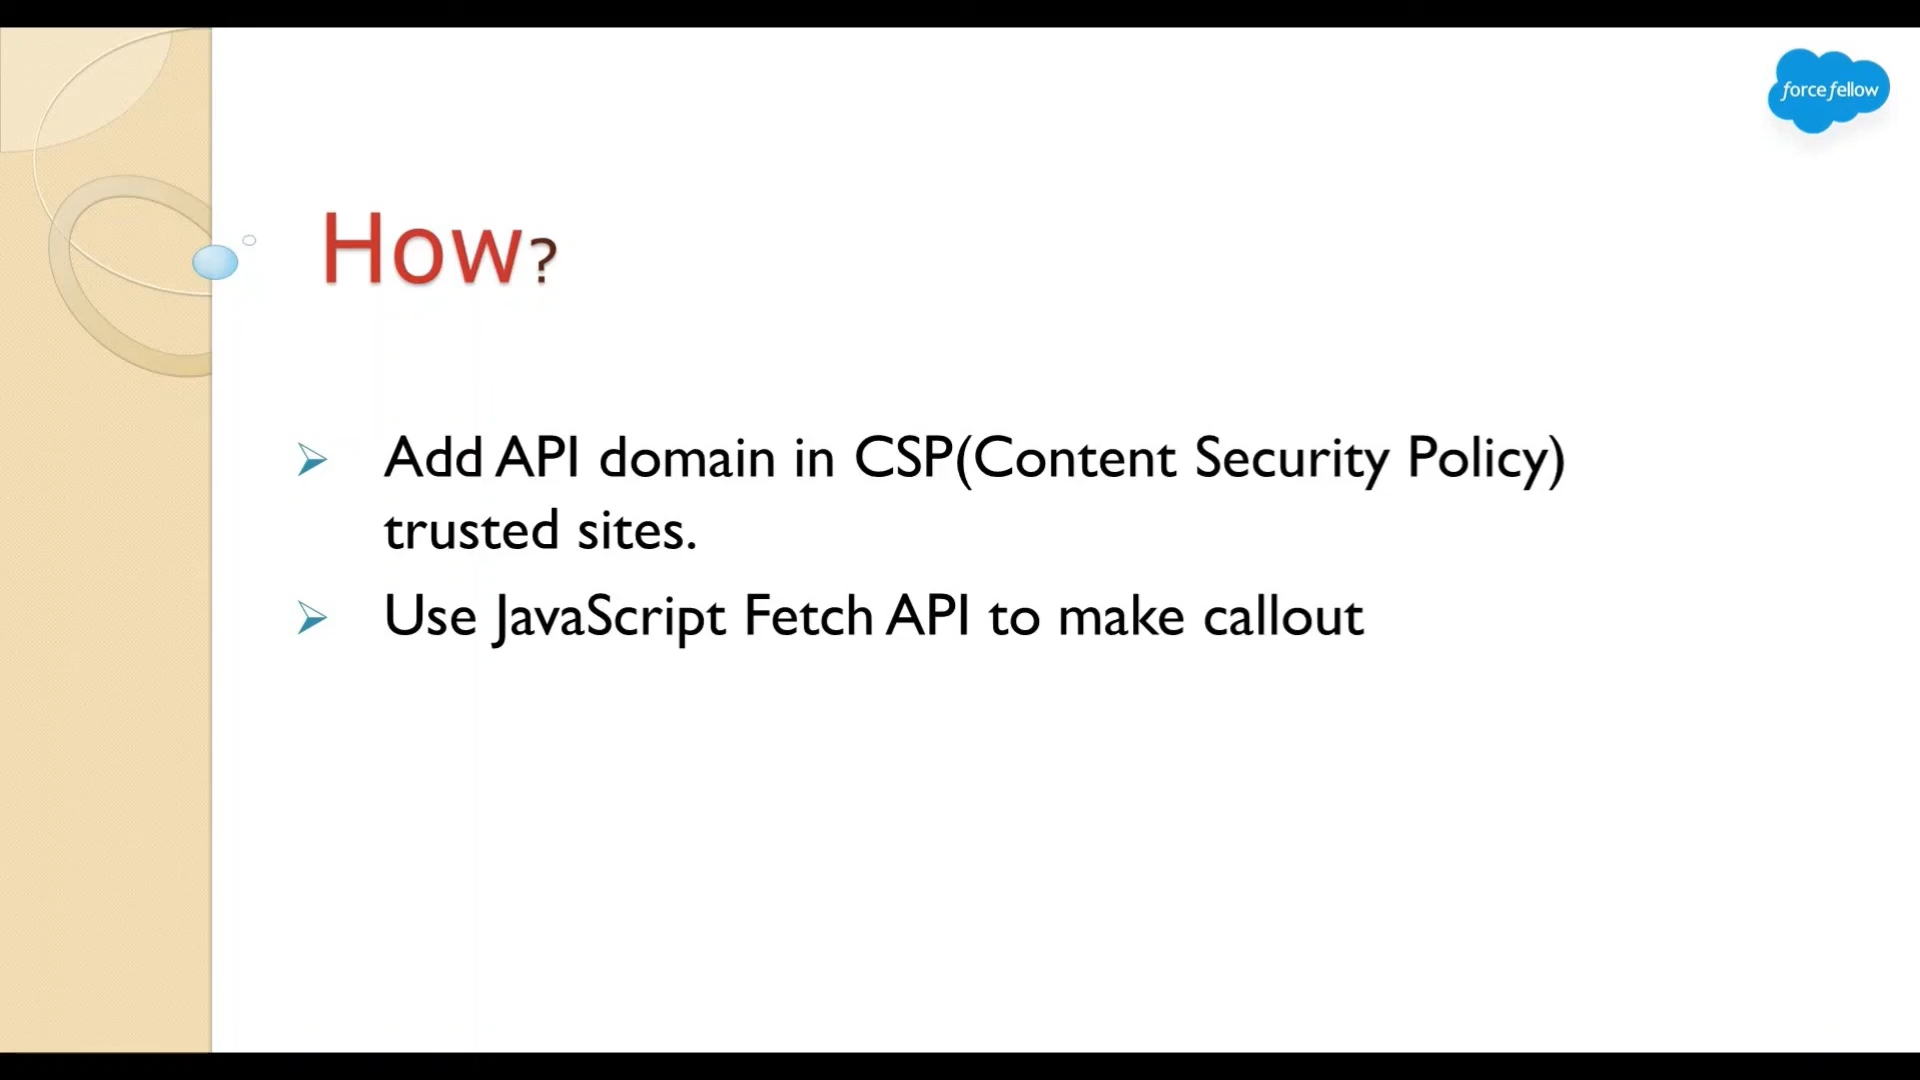 force fellow
How?
Add API domain in CSP(Content Security Policy)
trusted sites.
Use JavaScript Fetch API to make callout